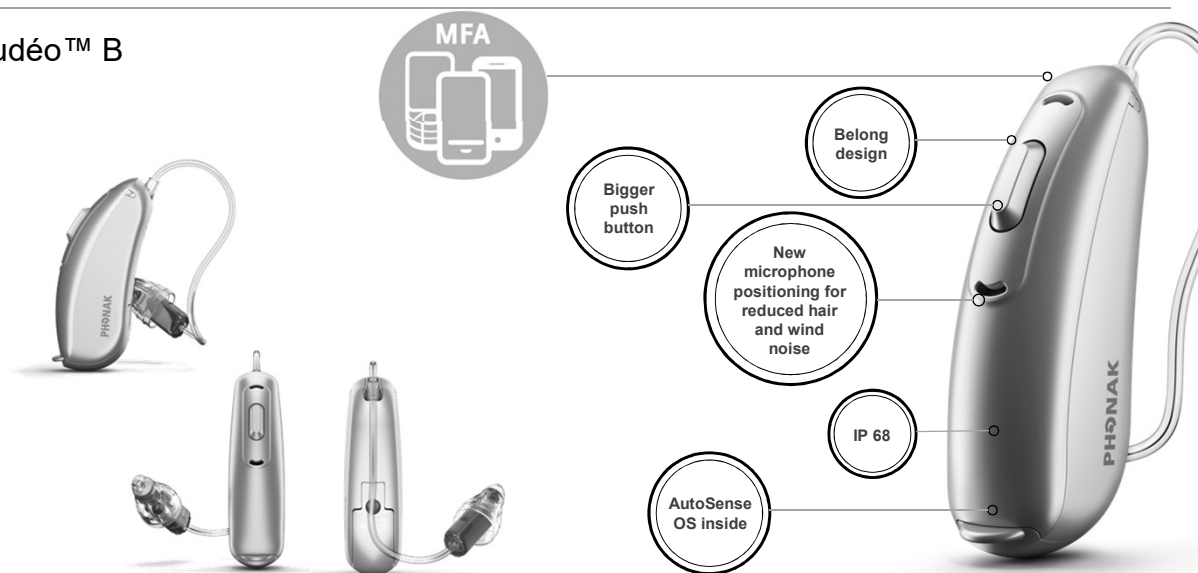 udéo™ B
MFA
Belong
design
Bigger
push
button
New
microphone
positioning for
reduced hair
and wind
noise
IP 68
AutoSense
OS inside
PHONAK
PHONAK